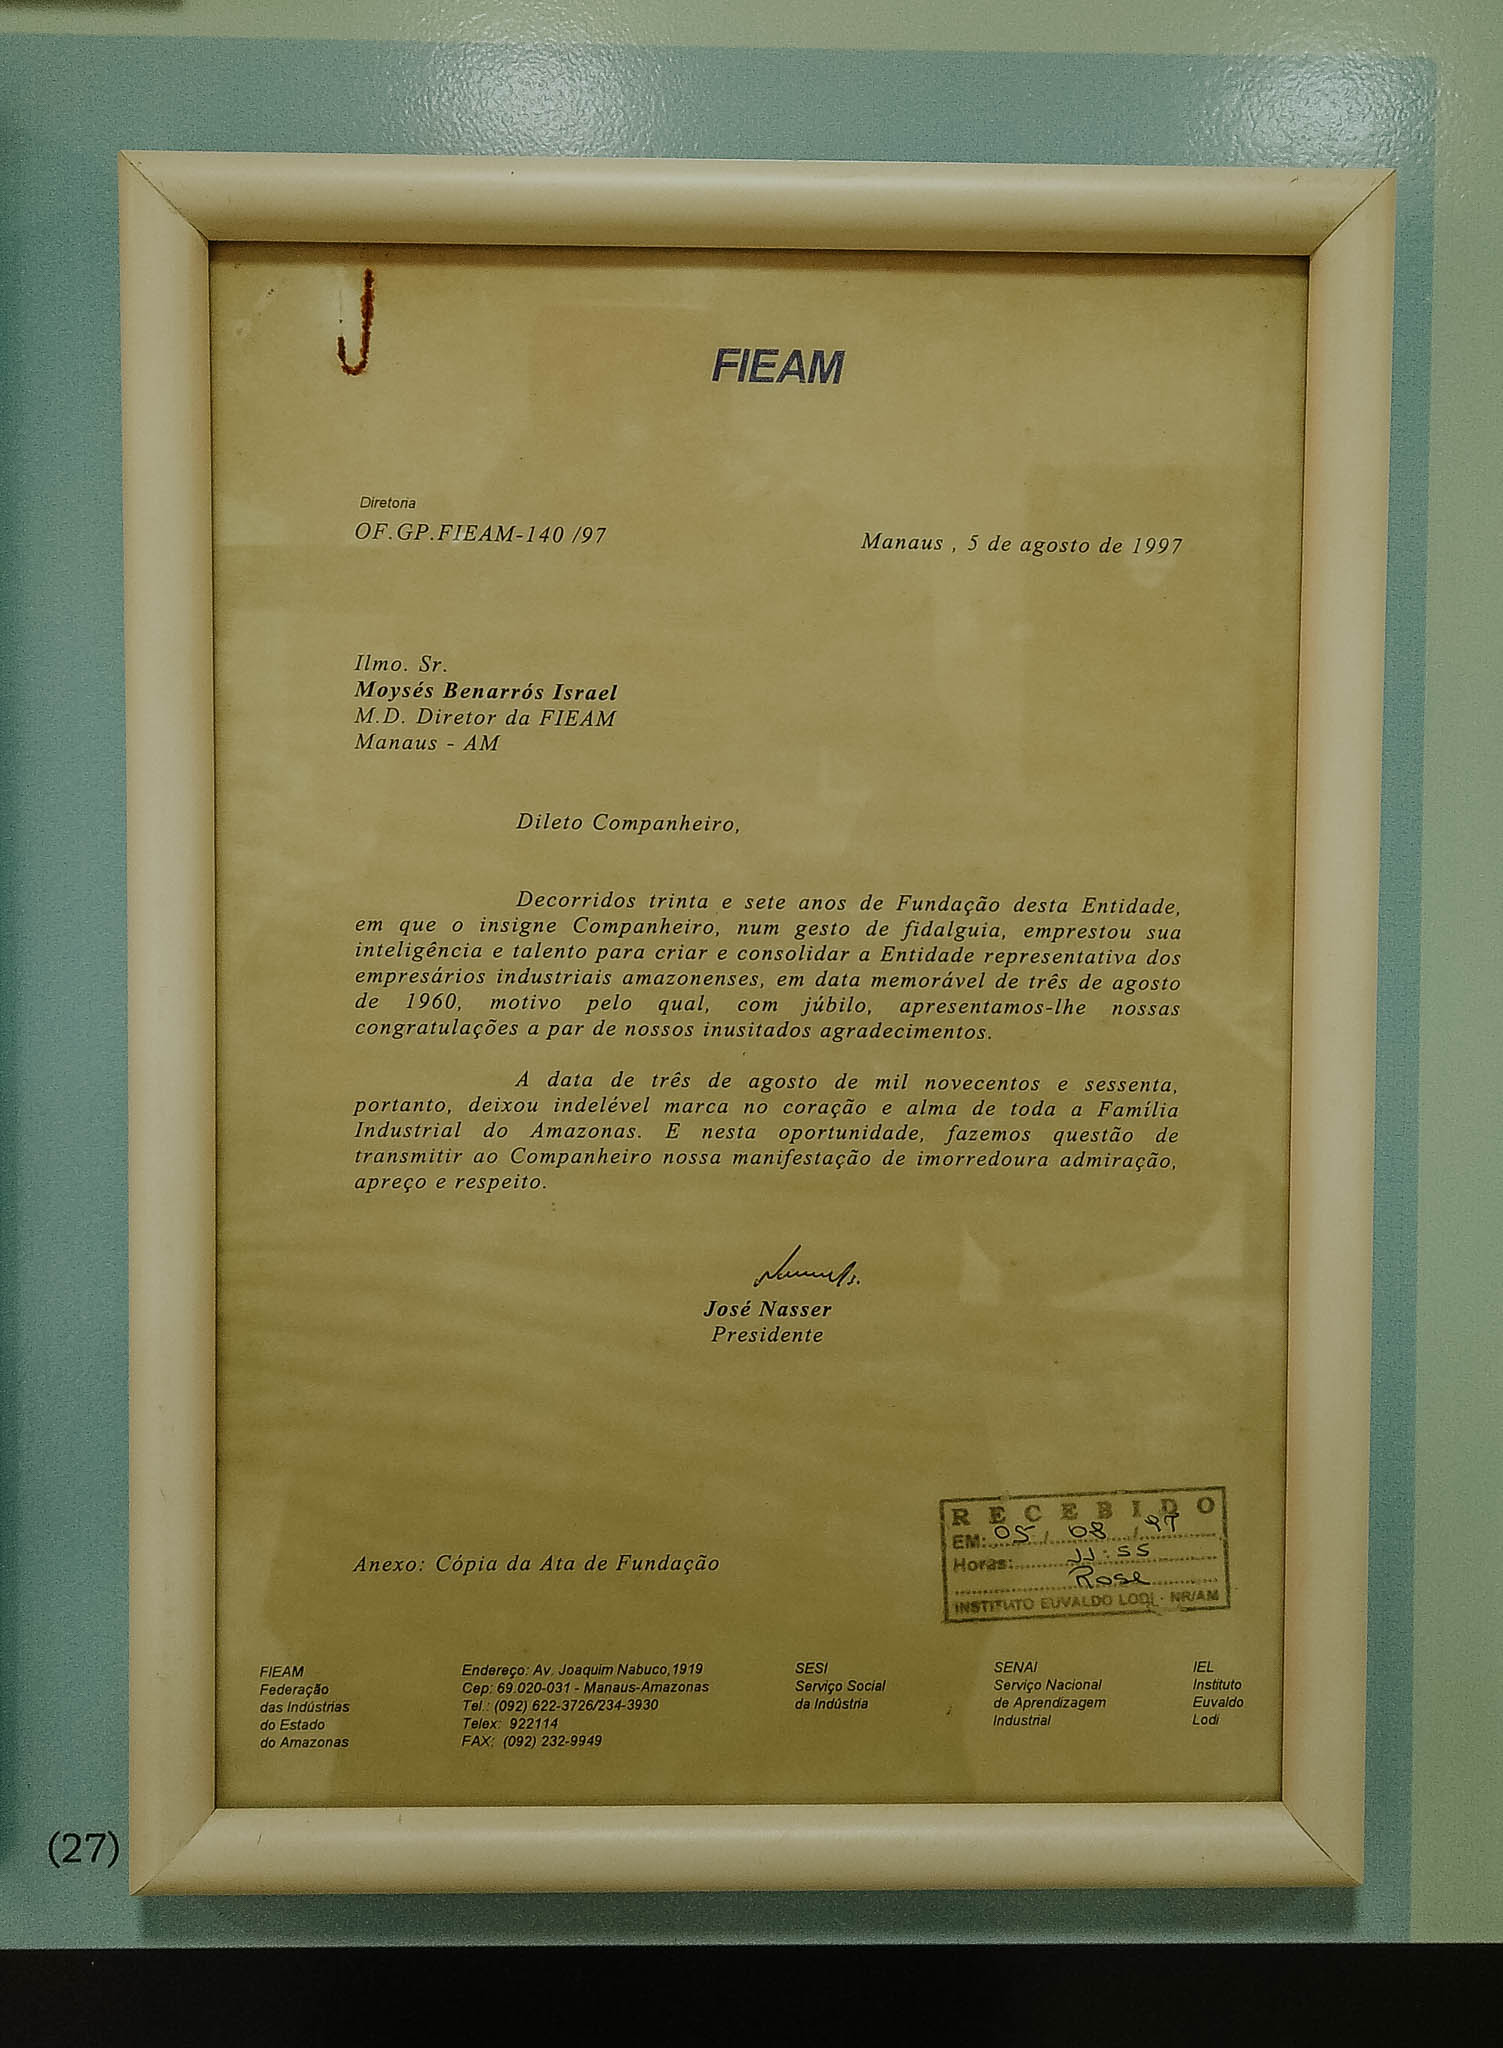 FIEAM
Diretoria
OF.GP.FIEAM-140 /97
Manaus , 5 de agosto de 1997
Ilmo. Sr.
Moysés Benarrós Israel
M.D. Diretor da FIEAM
Manaus - AM
Dileto Companheiro,
Decorridos trinta e sete anos de Fundação desta Entidade,
em que o insigne Companheiro, num gesto de fidalguia, emprestou sua
inteligência e talento para criar e consolidar a Entidade representativa dos
empresários industriais amazonenses, em data memorável de três de agosto
de 1960, motivo pelo qual, com júbilo, apresentamos-lhe nossas
congratulações a par de nossos inusitados agradecimentos.
A data de três de agosto de mil novecentos e sessenta,
portanto, deixou indelével marca no coração e alma de toda a Família
Industrial do Amazonas. E nesta oportunidade, fazemos questão de
transmitir ao Companheiro nossa manifestação de imorredoura admiração,
apreço e respeito.
José Nasser
Presidente
RECEBIDO
EM: 05 / 08 / 97
Horas: 11:55
Rose
INSTITUTO EUVALDO LODI - NR/AM
Anexo: Cópia da Ata de Fundação
FIEAM
Federação
das Indústrias
do Estado
do Amazonas
Endereço: Av. Joaquim Nabuco,1919
Cep: 69.020-031 - Manaus-Amazonas
Tel.: (092) 622-3726/234-3930
Telex: 922114
FAX: (092) 232-9949
SESI
Serviço Social
da Indústria
SENAI
Serviço Nacional
de Aprendizagem
Industrial
IEL
Instituto
Euvaldo
Lodi
(27)